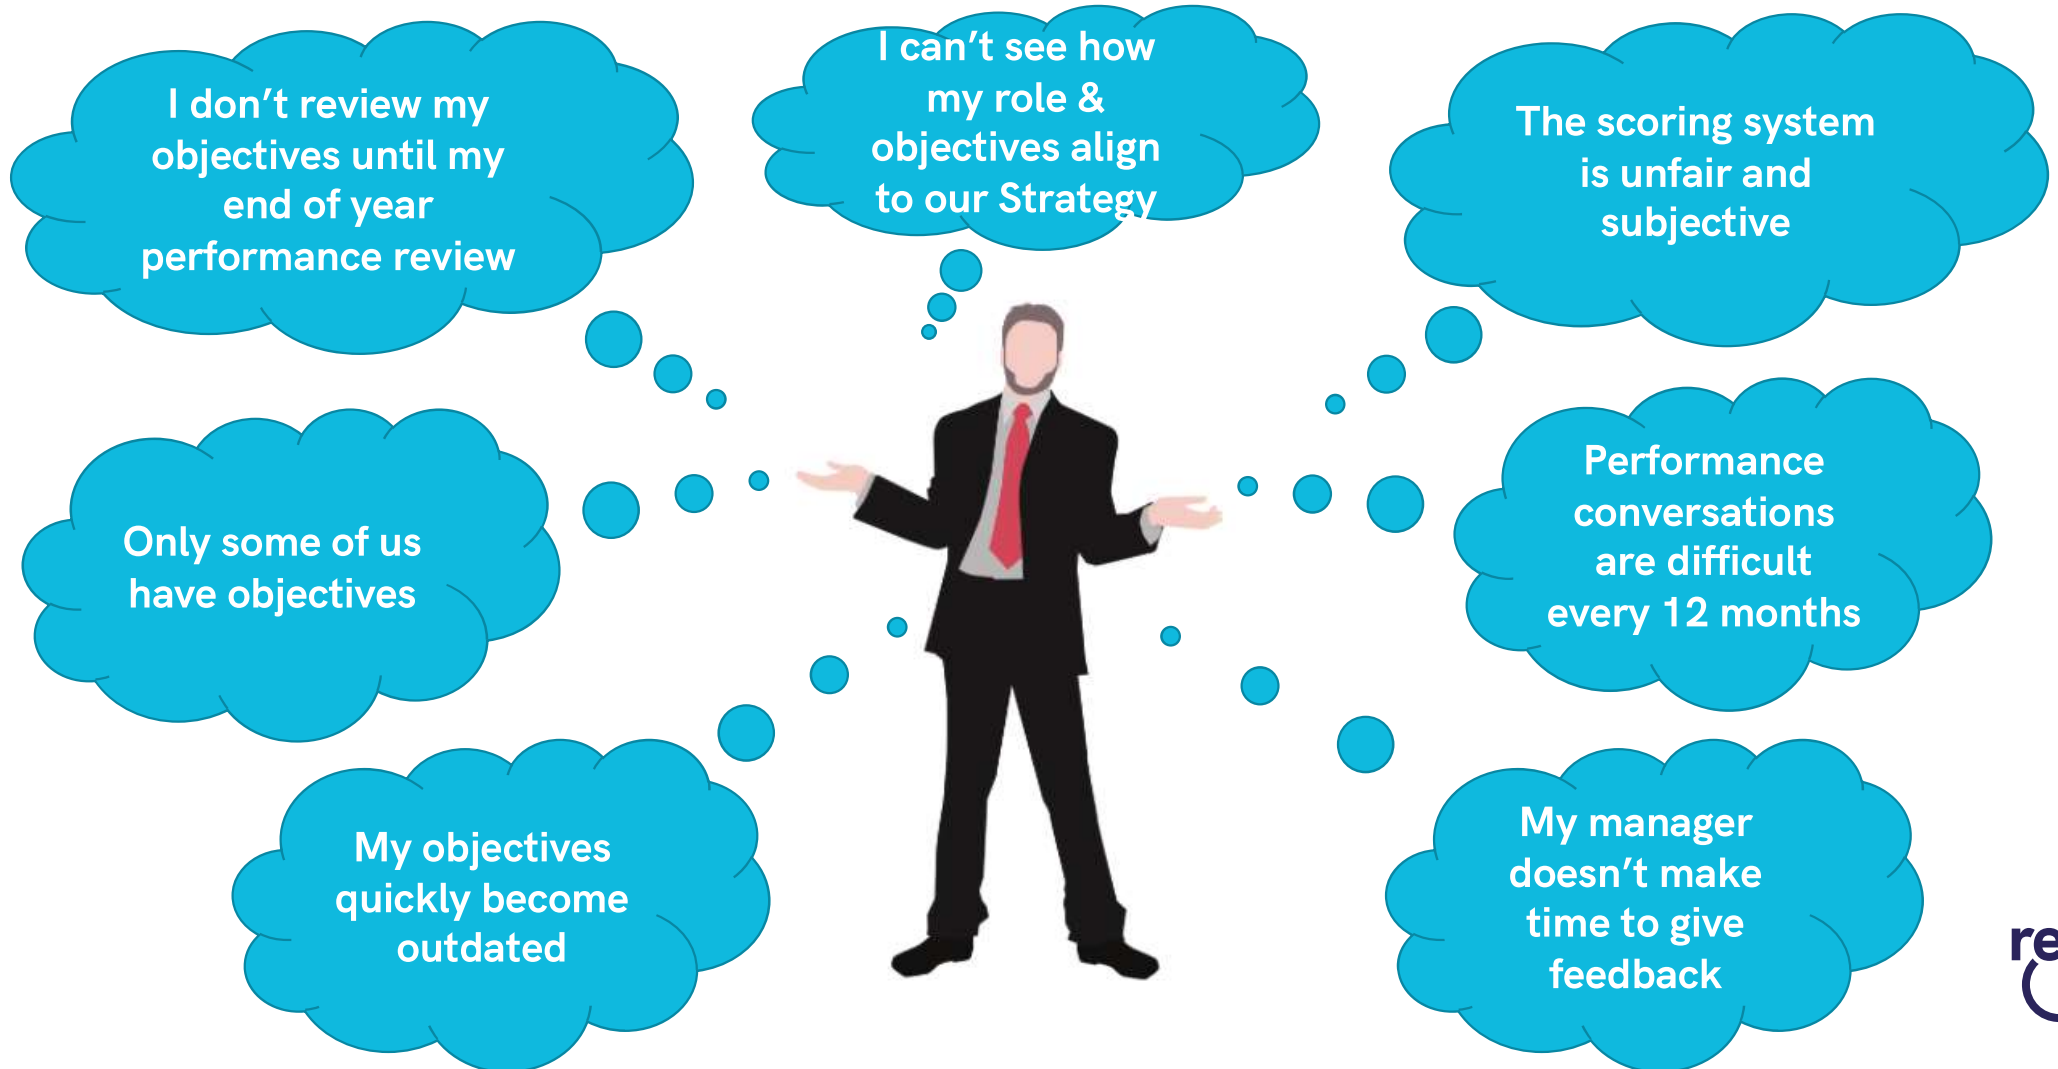 I don’t review my
objectives until my
end of year
performance review
I can’t see how
my role &
objectives align
to our Strategy
The scoring system
is unfair and
subjective
Only some of us
have objectives
Performance
conversations
are difficult
every 12 months
My objectives
quickly become
outdated
My manager
doesn’t make
time to give
feedback
re